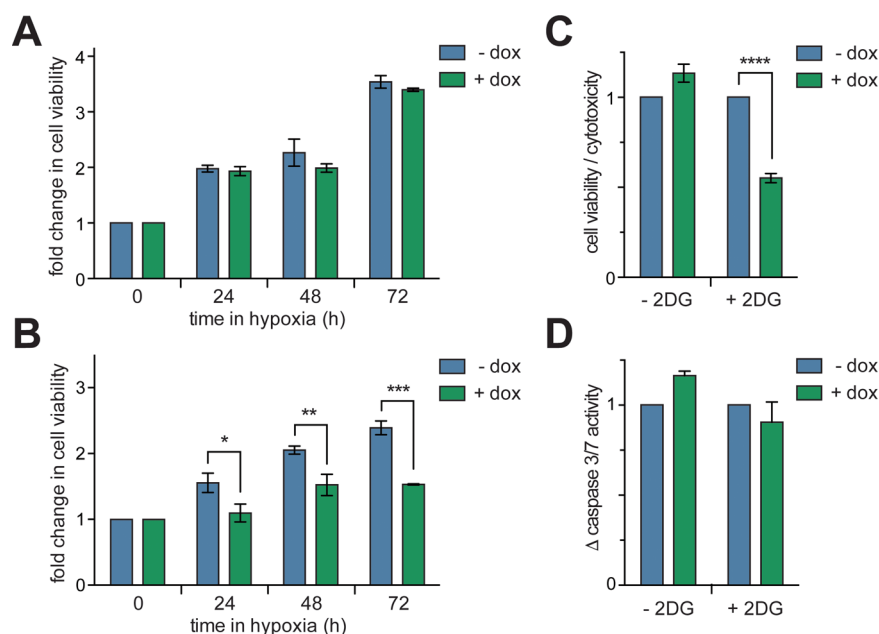 A
fold change in cell viability
4
3
2
1
0
0
24
48
72
time in hypoxia (h)
- dox
+ dox
B
fold change in cell viability
3
2
1
0
*
**
***
0
24
48
72
time in hypoxia (h)
- dox
+ dox
C
cell viability / cytotoxicity
1
0
****
- 2DG
+ 2DG
- dox
+ dox
D
Δ caspase 3/7 activity
1
0
- 2DG
+ 2DG
- dox
+ dox